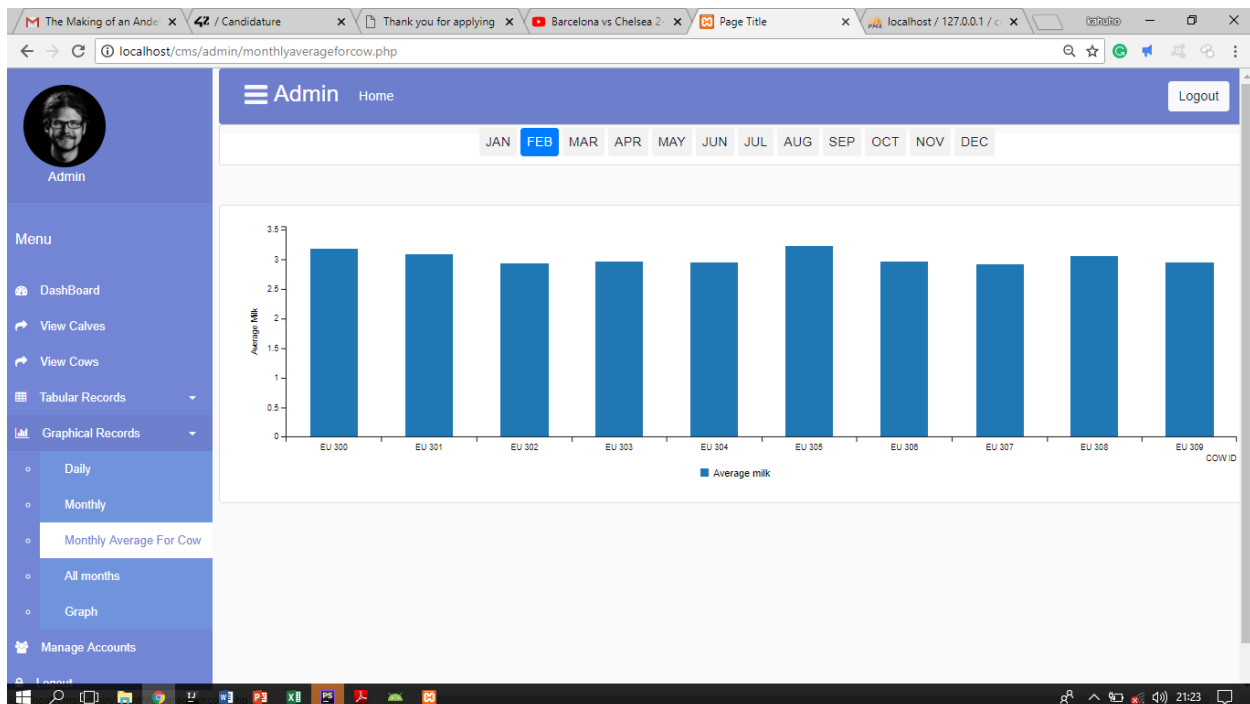 The Making of an Ande
42 / Candidature
Thank you for applying
Barcelona vs Chelsea 2-
Page Title
localhost / 127.0.0.1 / c
localhost/cms/admin/monthlyaverageforcow.php
Admin
Home
Logout
Admin
JAN FEB MAR APR MAY JUN JUL AUG SEP OCT NOV DEC
Menu
DashBoard
View Calves
View Cows
Tabular Records
Graphical Records
Daily
Monthly
Monthly Average For Cow
All months
Graph
Manage Accounts
Logout
3.5
3
2.5
2
1.5
1
0.5
0
Average Milk
EU 300 EU 301 EU 302 EU 303 EU 304 EU 305 EU 306 EU 307 EU 308 EU 309
COW ID
Average milk
21:23